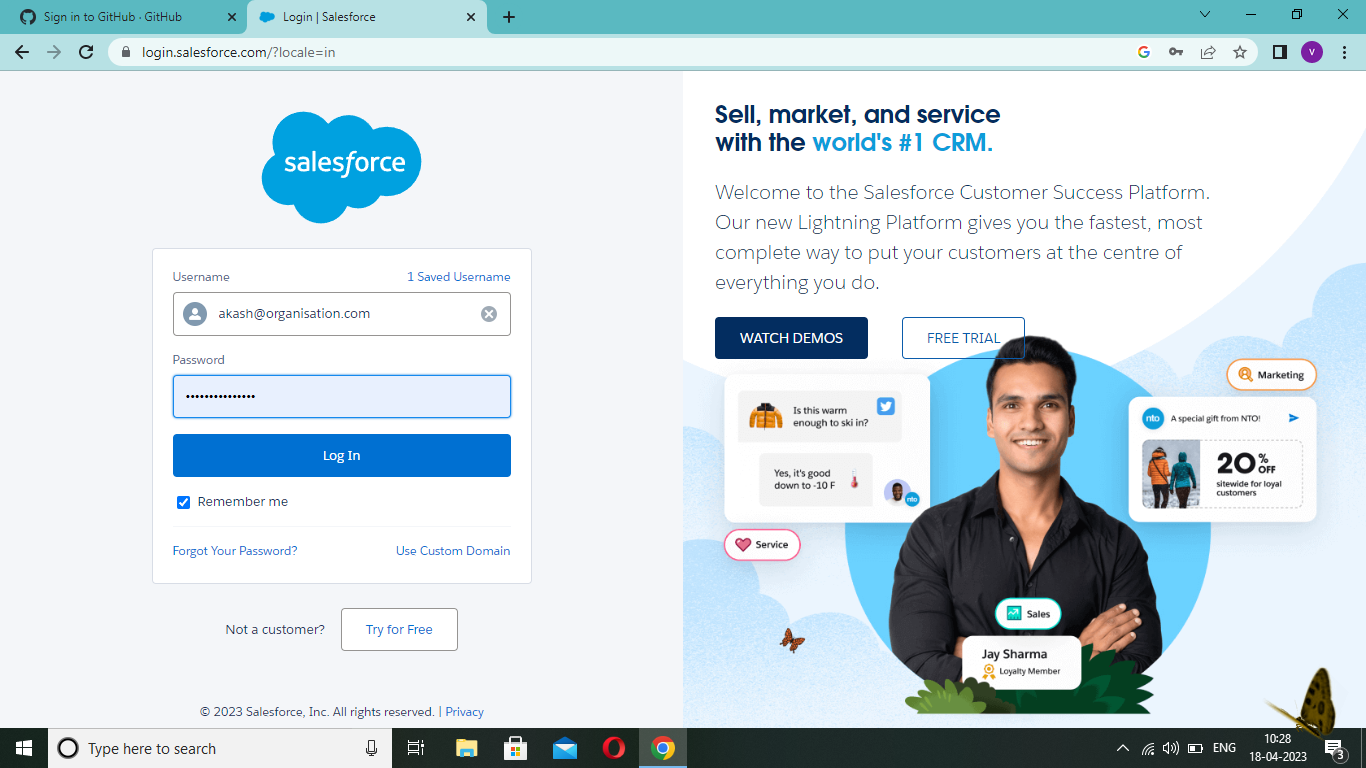 Sign in to GitHub · GitHub
Login | Salesforce
login.salesforce.com/?locale=in
G
V
salesforce
Username
1 Saved Username
akash@organisation.com
Password
•••••••••••••••
Log In
Remember me
Forgot Your Password?
Use Custom Domain
Not a customer?
Try for Free
© 2023 Salesforce, Inc. All rights reserved. | Privacy
Sell, market, and service
with the world's #1 CRM.
Welcome to the Salesforce Customer Success Platform.
Our new Lightning Platform gives you the fastest, most
complete way to put your customers at the centre of
everything you do.
WATCH DEMOS
FREE TRIAL
Is this warm
enough to ski in?
Yes, it's good
down to -10 F
nto
Service
Marketing
nto
A special gift from NTO!
20% OFF
sitewide for loyal
customers
Sales
Jay Sharma
Loyalty Member
Type here to search
ENG
10:28
18-04-2023
3